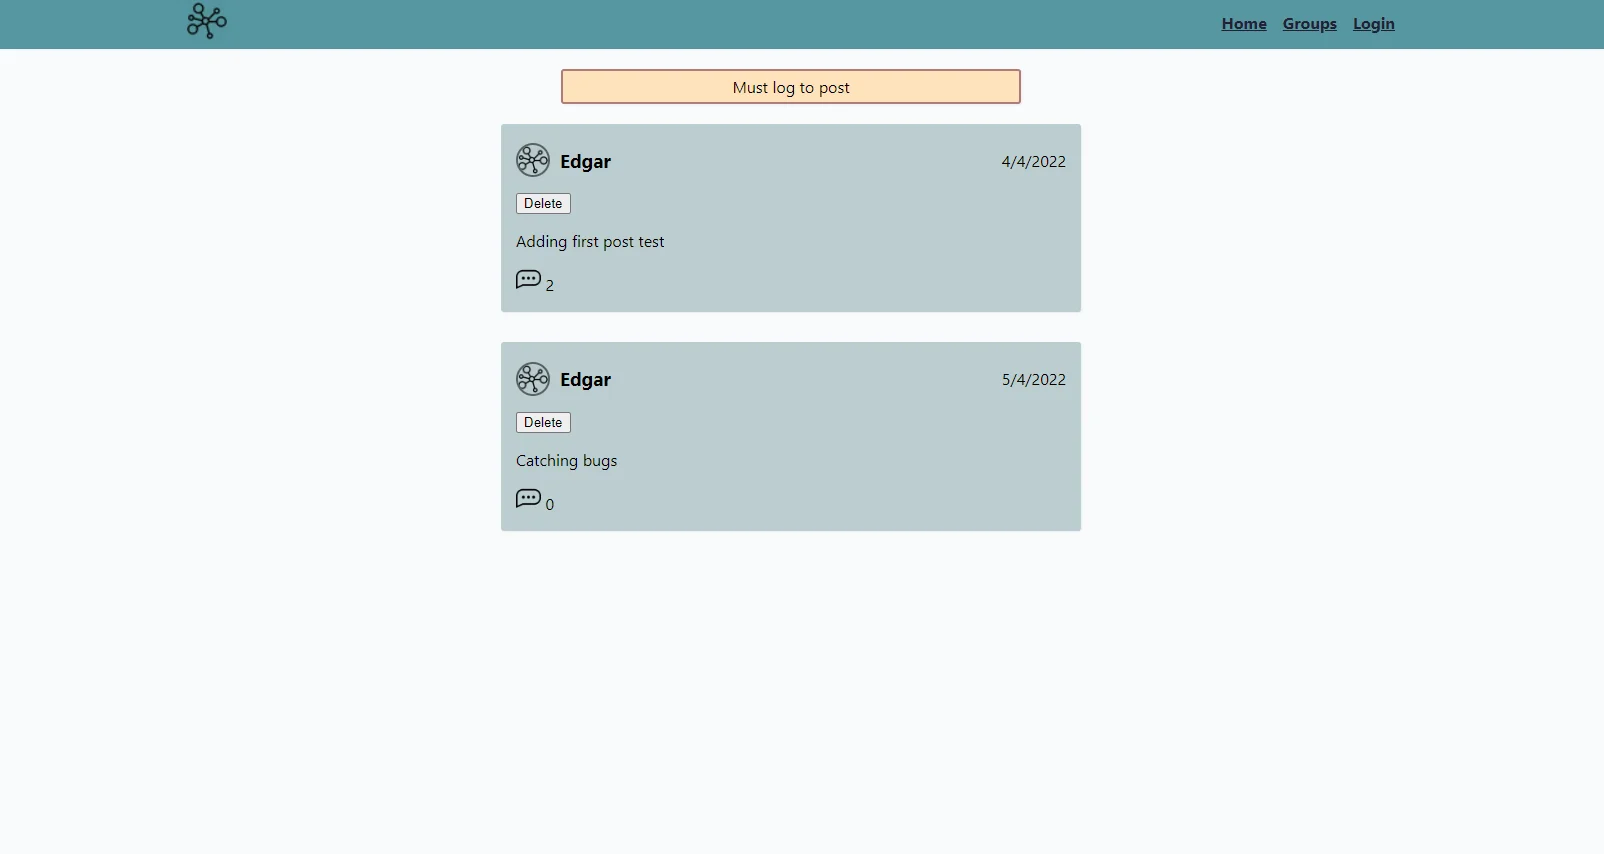 Home Groups Login
Must log to post
Edgar 4/4/2022
Delete
Adding first post test
2
Edgar 5/4/2022
Delete
Catching bugs
0